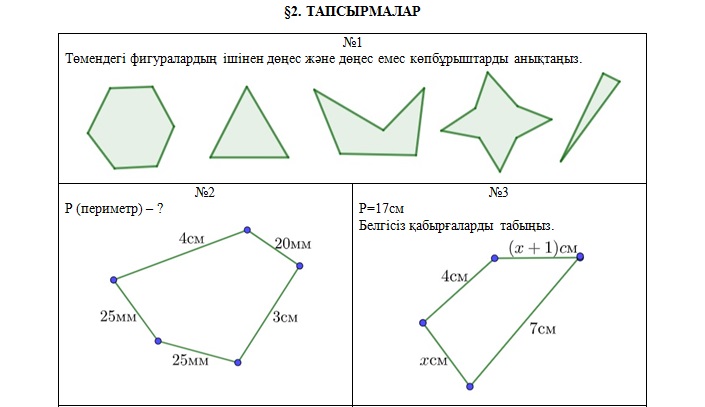 §2. ТАПСЫРМАЛАР
№1
Төмендегі фигуралардың ішінен дөңес және дөңес емес көпбұрыштарды анықтаңыз.
№2
P (периметр) – ?
4см
20мм
25мм
3см
25мм
№3
P=17см
Белгісіз қабырғаларды табыңыз.
(x + 1)см
4см
7см
xсм